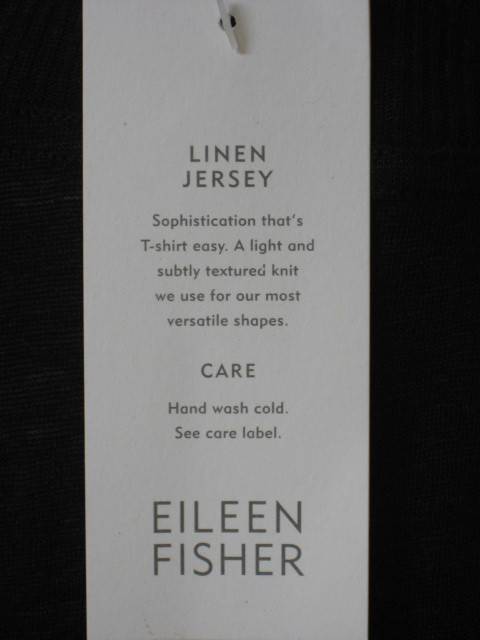 LINEN
JERSEY
Sophistication that's
T-shirt easy. A light and
subtly textured knit
we use for our most
versatile shapes.
CARE
Hand wash cold.
See care label.
EILEEN
FISHER